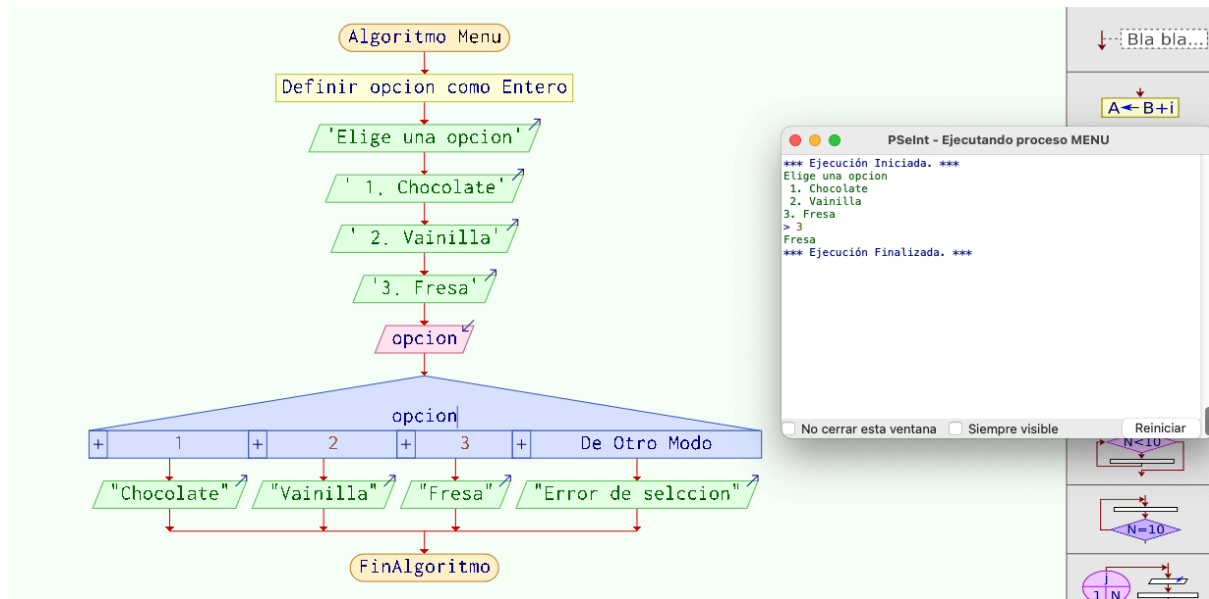 Algoritmo Menu
Definir opcion como Entero
'Elige una opcion'
' 1. Chocolate'
' 2. Vainilla'
'3. Fresa'
opcion
opcion
+ 1 + 2 + 3 + De Otro Modo
"Chocolate" "Vainilla" "Fresa" "Error de selccion"
FinAlgoritmo
PSeInt - Ejecutando proceso MENU
*** Ejecución Iniciada. ***
Elige una opcion
 1. Chocolate
 2. Vainilla
3. Fresa
> 3
Fresa
*** Ejecución Finalizada. ***
No cerrar esta ventana Siempre visible Reiniciar
Bla bla...
A←B+i
N<10
N=10
j
1 N